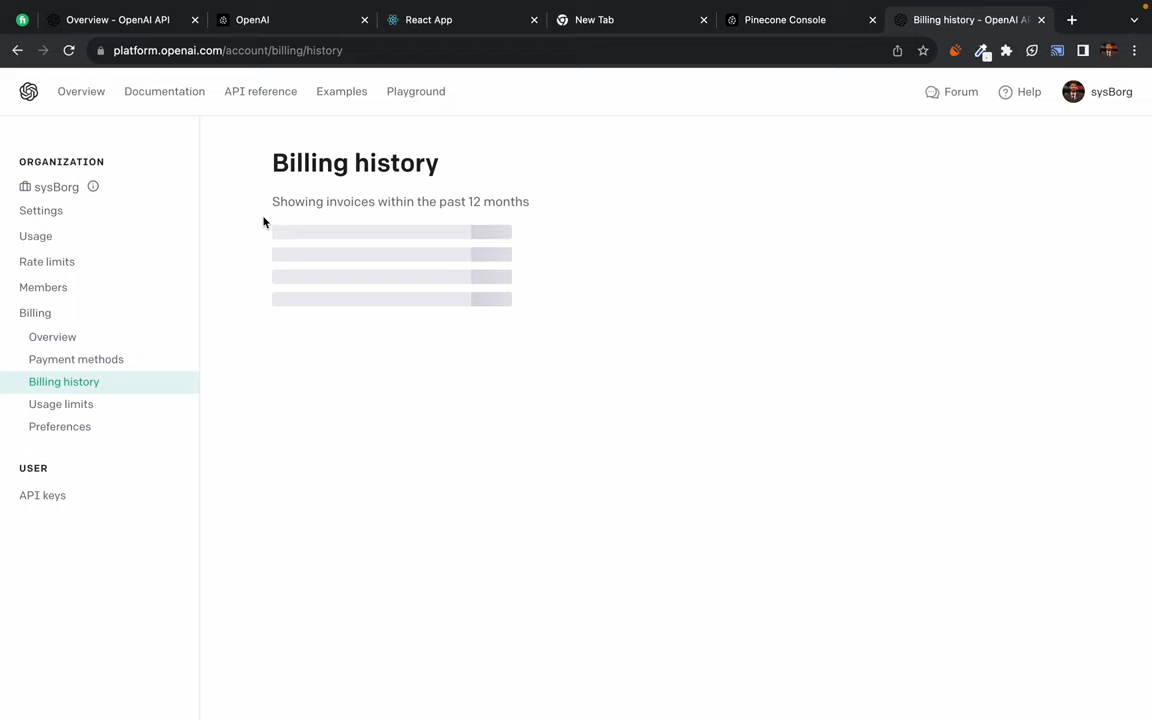 Overview - OpenAI API
OpenAI
React App
New Tab
Pinecone Console
Billing history - OpenAI AP
platform.openai.com/account/billing/history
Overview
Documentation
API reference
Examples
Playground
Forum
Help
sysBorg
ORGANIZATION
sysBorg
Settings
Usage
Rate limits
Members
Billing
Overview
Payment methods
Billing history
Usage limits
Preferences
USER
API keys
Billing history
Showing invoices within the past 12 months